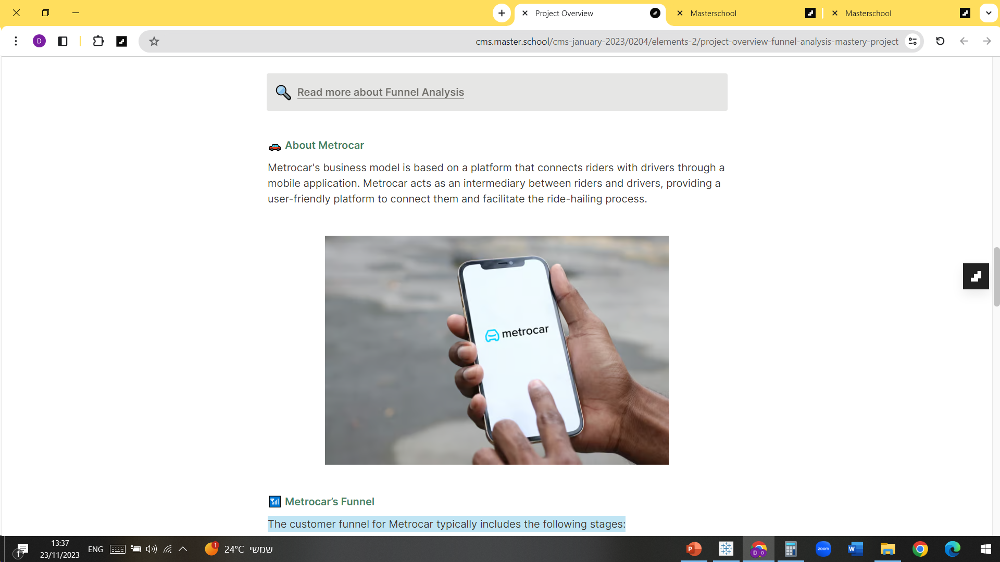 Project Overview
Masterschool
Masterschool
D
cms.master.school/cms-january-2023/0204/elements-2/project-overview-funnel-analysis-mastery-project
Read more about Funnel Analysis
About Metrocar
Metrocar's business model is based on a platform that connects riders with drivers through a
mobile application. Metrocar acts as an intermediary between riders and drivers, providing a
user-friendly platform to connect them and facilitate the ride-hailing process.
metrocar
Metrocar’s Funnel
The customer funnel for Metrocar typically includes the following stages:
1
13:37
23/11/2023
ENG
1
24°C שמשי
P
D D
zoom
W